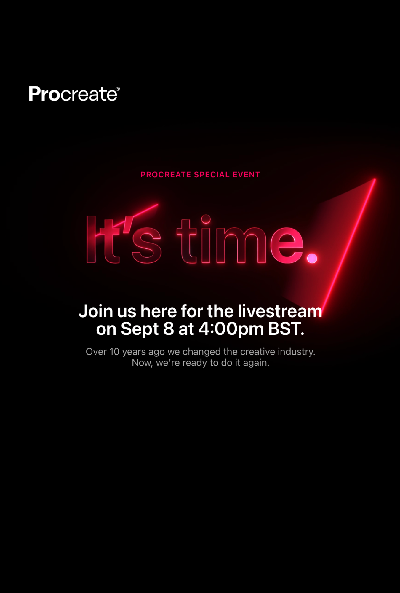 Procreate®
PROCREATE SPECIAL EVENT
It's time.
Join us here for the livestream
on Sept 8 at 4:00pm BST.
Over 10 years ago we changed the creative industry.
Now, we're ready to do it again.